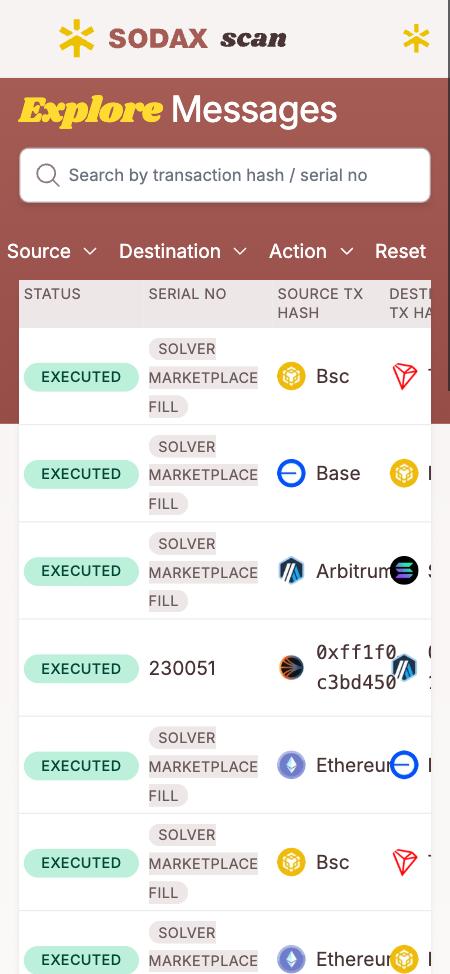 SODAX scan
Explore Messages
Search by transaction hash / serial no
Source Destination Action Reset
STATUS SERIAL NO SOURCE TX HASH
TX
EXECUTED SOLVER MARKETPLACE FILL Bsc
EXECUTED SOLVER MARKETPLACE FILL Base
EXECUTED SOLVER MARKETPLACE FILL Arbitrum
EXECUTED 230051 0xff1f0
c3bd450
EXECUTED SOLVER MARKETPLACE FILL
EXECUTED SOLVER MARKETPLACE FILL Bsc
EXECUTED SOLVER MARKETPLACE